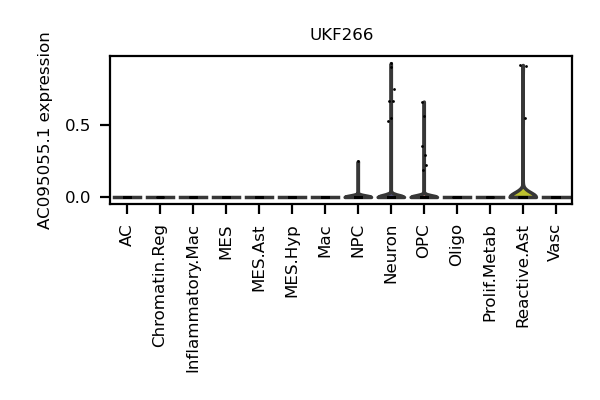 UKF266
AC095055.1 expression
0.5
0.0
AC
Chromatin.Reg
Inflammatory.Mac
MES
MES.Ast
MES.Hyp
Mac
NPC
Neuron
OPC
Oligo
Prolif.Metab
Reactive.Ast
Vasc